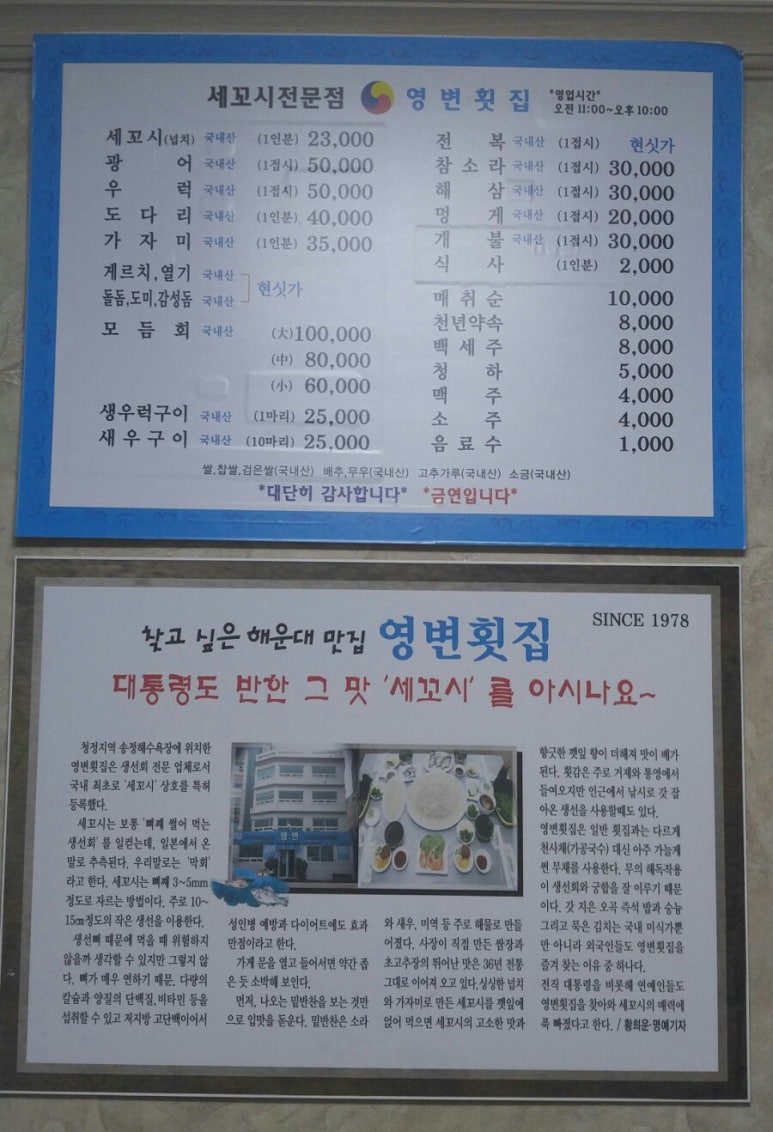 세꼬시전문점 영변횟집 *영업시간* 오전 11:00~오후 10:00
세꼬시(넙치) 국내산 (1인분) 23,000
광어 국내산 (1접시) 50,000
우럭 국내산 (1접시) 50,000
도다리 국내산 (1인분) 40,000
가자미 국내산 (1인분) 35,000
게르치,열기 국내산
돌돔,도미,감성돔 국내산
현싯가
모듬회 국내산 (大)100,000
(中) 80,000
(小) 60,000
생우럭구이 국내산 (1마리) 25,000
새우구이 국내산 (10마리) 25,000
전복 국내산 (1접시) 현싯가
참소라 국내산 (1접시) 30,000
해삼 국내산 (1접시) 30,000
멍게 국내산 (1접시) 20,000
개불 국내산 (1접시) 30,000
식사 (1인분) 2,000
매취순 10,000
천년약속 8,000
백세주 8,000
청하 5,000
맥주 4,000
소주 4,000
음료수 1,000
쌀,찹쌀,검은쌀(국내산) 배추,무우(국내산) 고추가루(국내산) 소금(국내산)
*대단히 감사합니다* *금연입니다*
찾고 싶은 해운대 맛집 영변횟집 SINCE 1978
대통령도 반한 그 맛 '세꼬시' 를 아시나요~
청정지역 송정해수욕장에 위치한
영변횟집은 생선회 전문 업체로서
국내 최초로 '세꼬시' 상호를 특허
등록했다.
세꼬시는 보통 '뼈째 썰어 먹는
생선회' 를 일컫는데, 일본에서 온
말로 추측된다. 우리말로는 '막회'
라고 한다. 세꼬시는 뼈째 3~5mm
정도로 자르는 방법이다. 주로 10~
15㎝정도의 작은 생선을 이용한다.
생선뼈 때문에 먹을 때 위험하지
않을까 생각할 수 있지만 그렇지 않
다. 뼈가 매우 연하기 때문. 다량의
칼슘과 양질의 단백질, 비타민 등을
섭취할 수 있고 저지방 고단백이어서
영변
성인병 예방과 다이어트에도 효과
만점이라고 한다.
가게 문을 열고 들어서면 약간 좁
은 듯 소박해 보인다.
먼저, 나오는 밑반찬을 보는 것만
으로 입맛을 돋운다. 밑반찬은 소라
와 새우, 미역 등 주로 해물로 만들
어졌다. 사장이 직접 만든 쌈장과
초고추장의 뛰어난 맛은 36년 전통
그대로 이어져 오고 있다.싱싱한 넙치
와 가자미로 만든 세꼬시를 깻잎에
얹어 먹으면 세꼬시의 고소한 맛과
향긋한 깻잎 향이 더해져 맛이 배가
된다. 횟감은 주로 거제와 통영에서
들여오지만 인근에서 낚시로 갓 잡
아온 생선을 사용할때도 있다.
영변횟집은 일반 횟집과는 다르게
천사채(가공국수) 대신 아주 가늘게
썬 무채를 사용한다. 무의 해독작용
이 생선회와 궁합을 잘 이루기 때문
이다. 갓 지은 오곡 즉석 밥과 숭늉
그리고 묵은 김치는 국내 미식가뿐
만 아니라 외국인들도 영변횟집을
즐겨 찾는 이유 중 하나다.
전직 대통령을 비롯해 연예인들도
영변횟집을 찾아와 세꼬시의 매력에
푹 빠졌다고 한다. / 황희운·명예기자